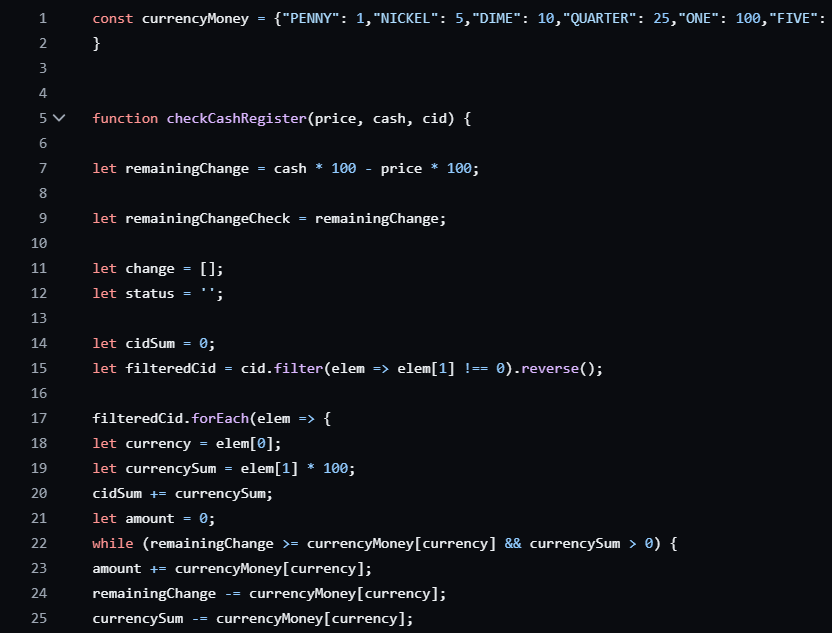 1 const currencyMoney = {"PENNY": 1,"NICKEL": 5,"DIME": 10,"QUARTER": 25,"ONE": 100,"FIVE":
2 }
3
4
5 function checkCashRegister(price, cash, cid) {
6
7 let remainingChange = cash * 100 - price * 100;
8
9 let remainingChangeCheck = remainingChange;
10
11 let change = [];
12 let status = '';
13
14 let cidSum = 0;
15 let filteredCid = cid.filter(elem => elem[1] !== 0).reverse();
16
17 filteredCid.forEach(elem => {
18 let currency = elem[0];
19 let currencySum = elem[1] * 100;
20 cidSum += currencySum;
21 let amount = 0;
22 while (remainingChange >= currencyMoney[currency] && currencySum > 0) {
23 amount += currencyMoney[currency];
24 remainingChange -= currencyMoney[currency];
25 currencySum -= currencyMoney[currency];